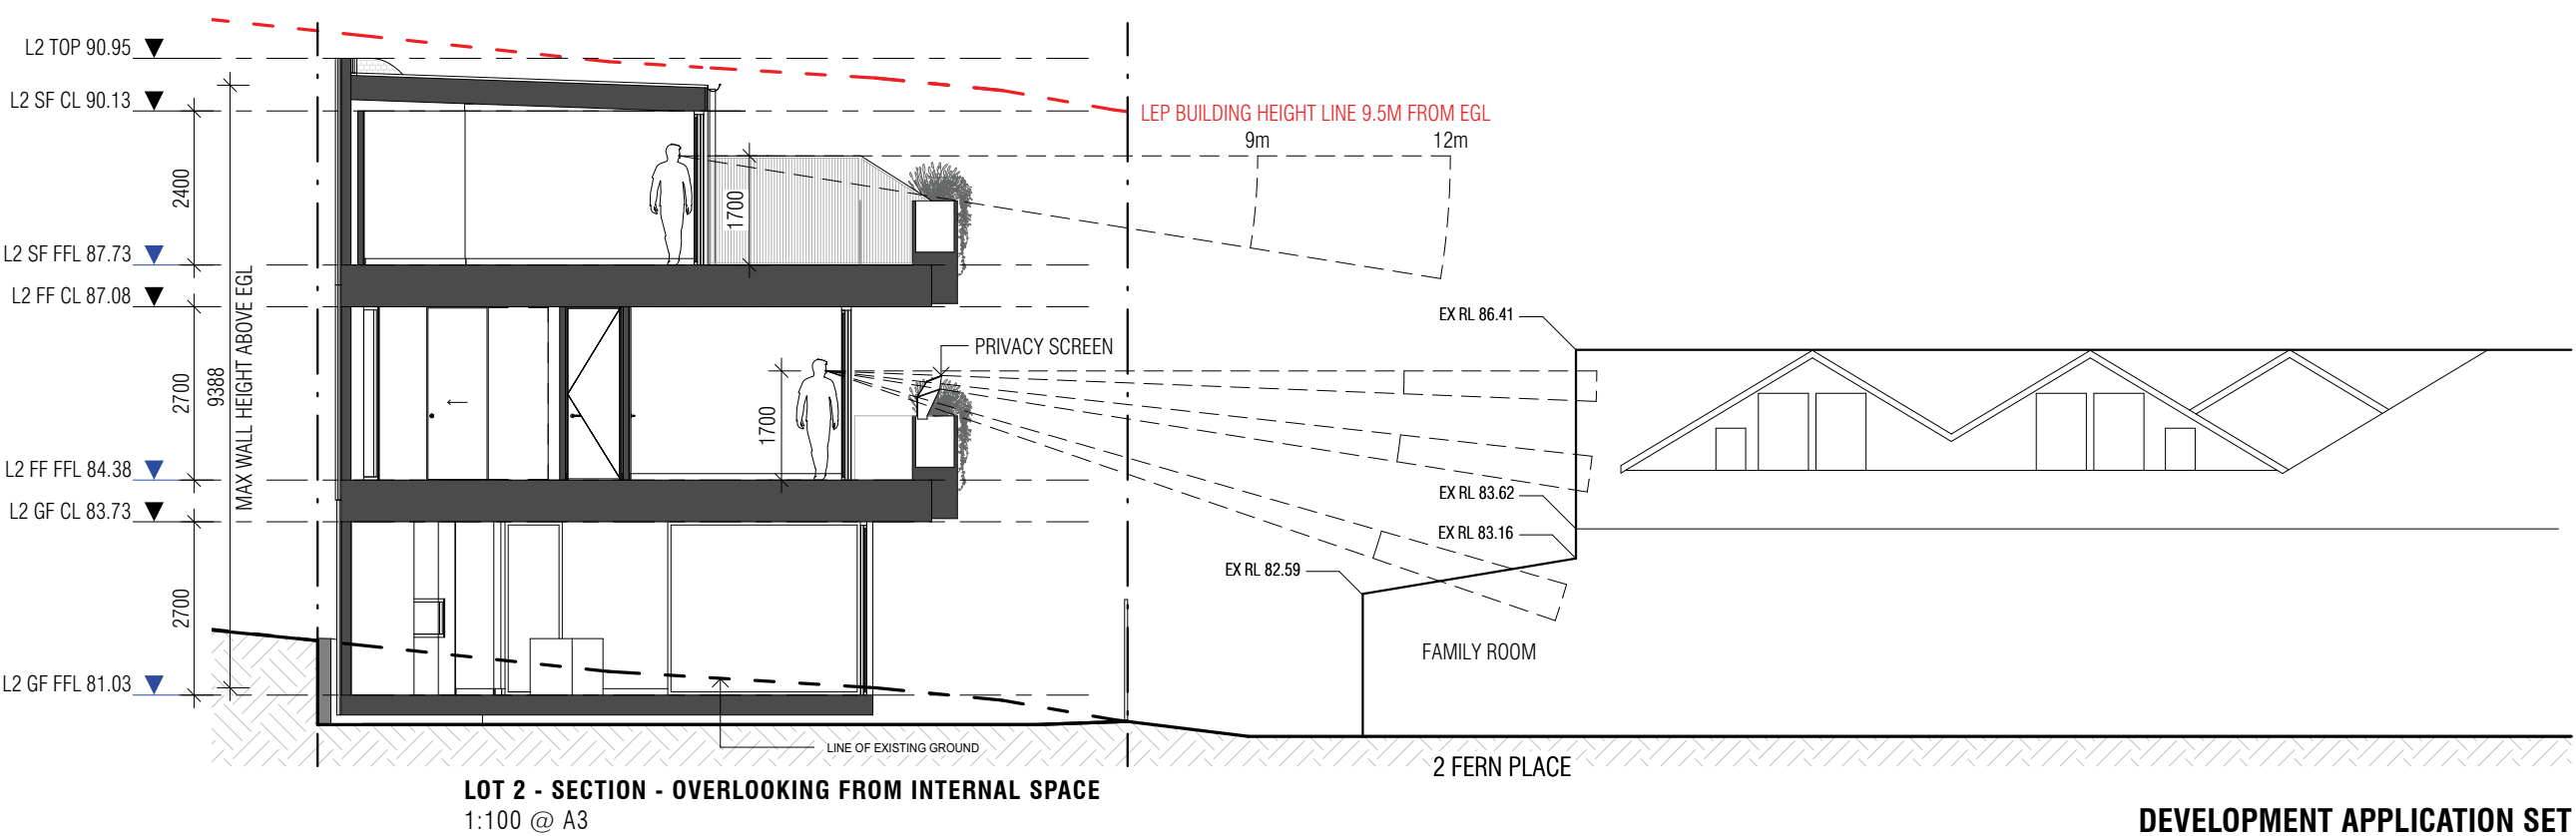 L2 TOP 90.95
L2 SF CL 90.13
LEP BUILDING HEIGHT LINE 9.5M FROM EGL
9m
12m
2400
1700
L2 SF FFL 87.73
L2 FF CL 87.08
MAX WALL HEIGHT ABOVE EGL
9388
EX RL 86.41
PRIVACY SCREEN
2700
1700
L2 FF FFL 84.38
EX RL 83.62
L2 GF CL 83.73
EX RL 83.16
EX RL 82.59
2700
FAMILY ROOM
L2 GF FFL 81.03
LINE OF EXISTING GROUND
2 FERN PLACE
LOT 2 - SECTION - OVERLOOKING FROM INTERNAL SPACE
1:100 @ A3
DEVELOPMENT APPLICATION SET